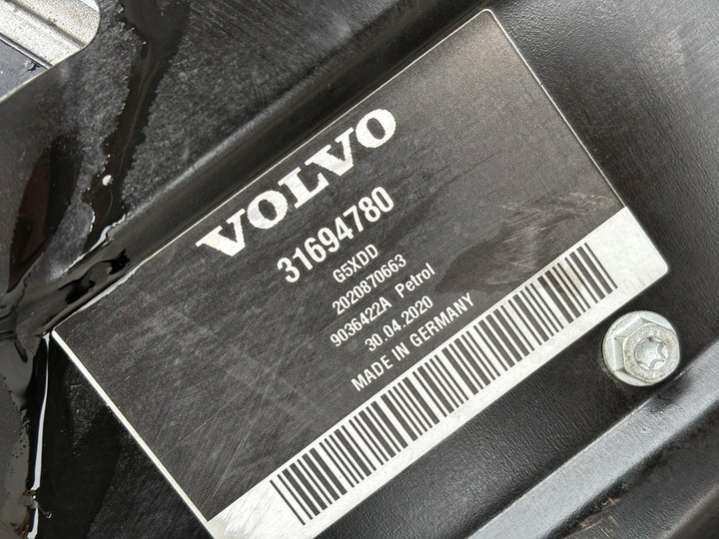 VOLVO
31694780
G5XDD
2020870663
9036422A Petrol
30.04.2020
MADE IN GERMANY